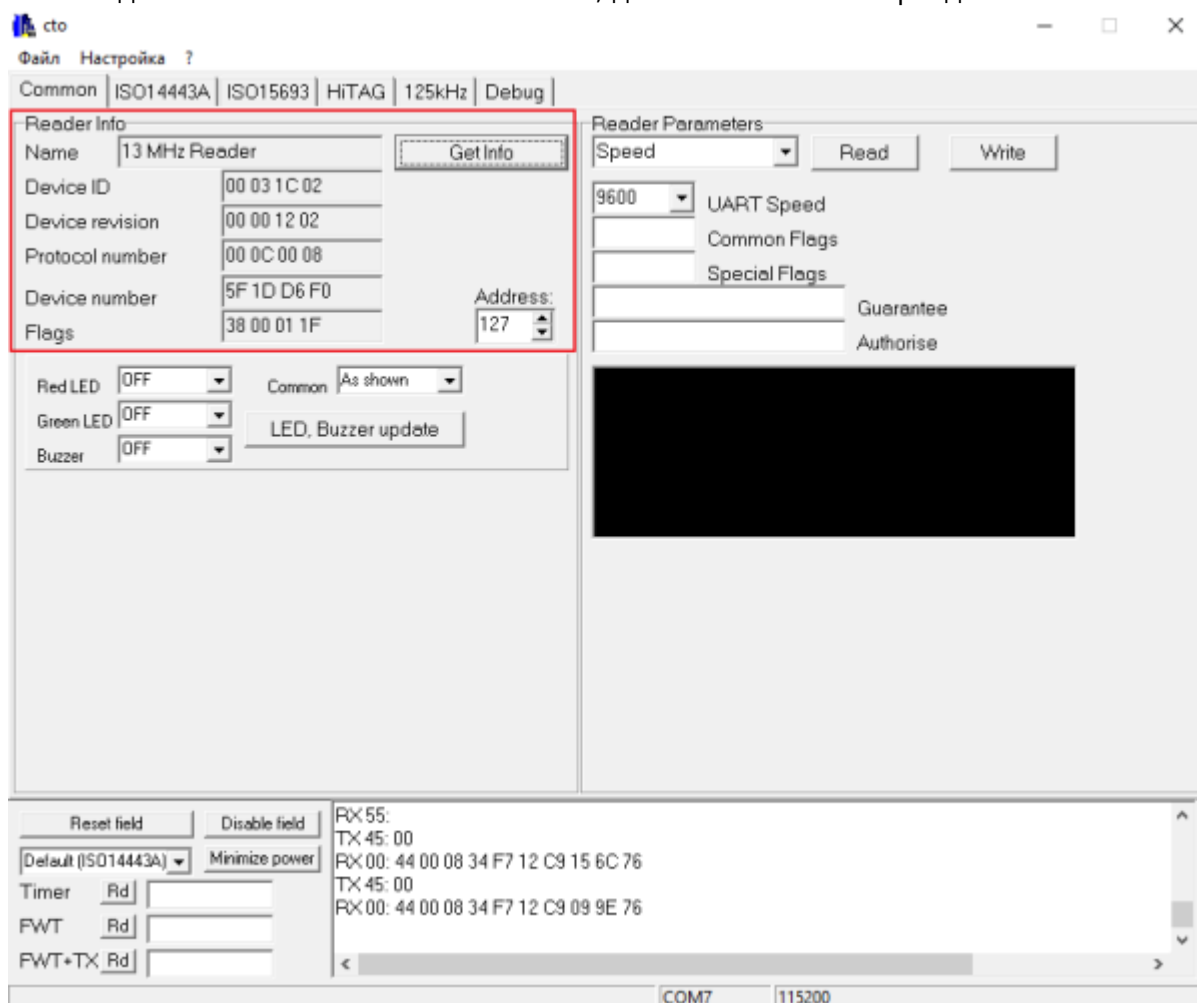 cto
Файл Настройка ?
Common ISO14443A ISO15693 HiTAG 125kHz Debug
Reader Info
Name 13 MHz Reader Get Info
Device ID 00 03 1C 02
Device revision 00 00 12 02
Protocol number 00 0C 00 08
Device number 5F 1D D6 F0 Address:
Flags 38 00 01 1F 127
Red LED OFF Common As shown
Green LED OFF LED, Buzzer update
Buzzer OFF
Reader Parameters
Speed Read Write
9600 UART Speed
Common Flags
Special Flags
Guarantee
Authorise
Reset field Disable field
Default (ISO14443A) Minimize power
Timer Rd
FWT Rd
FWT+TX Rd
RX 55:
TX 45: 00
RX 00: 44 00 08 34 F7 12 C9 15 6C 76
TX 45: 00
RX 00: 44 00 08 34 F7 12 C9 09 9E 76
COM7 115200